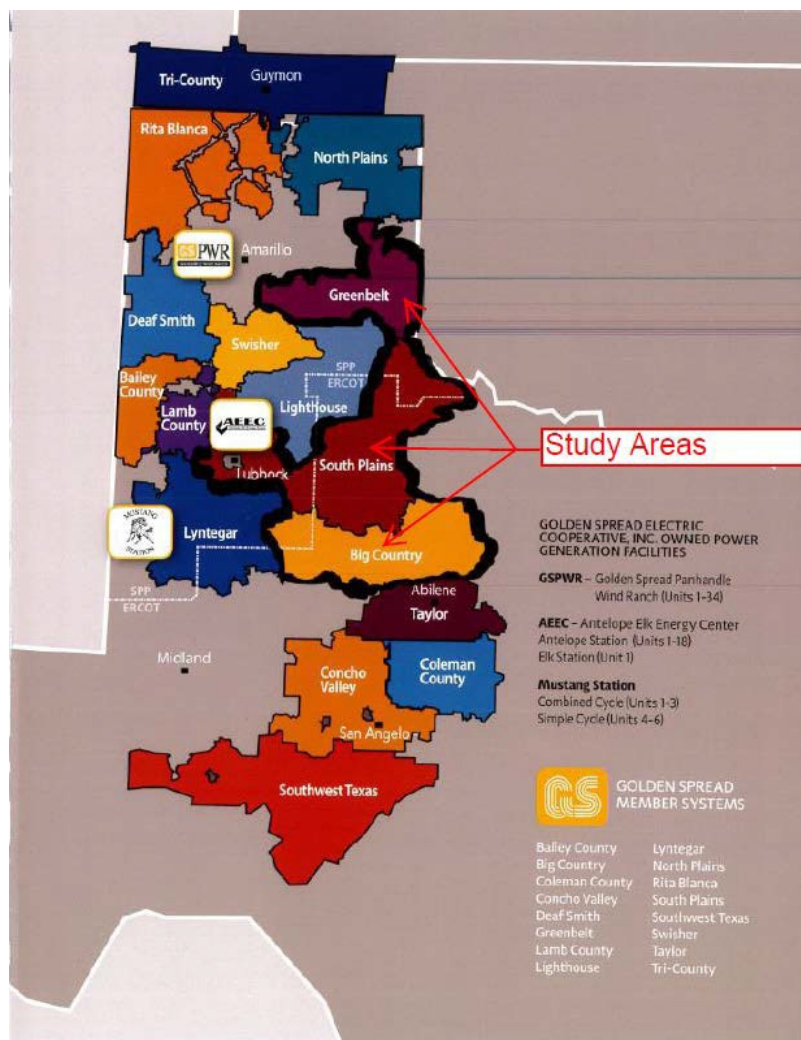 Tri-County
Guymon
Rita Blanca
North Plains
GSPWR
Amarillo
Greenbelt
Deaf Smith
Swisher
SPP
ERCOT
Bailey
County
Lamb
County
AEEC
Lighthouse
Study Areas
Lubbock
South Plains
MUSTANG
STATION
Lyntegar
Big Country
SPP
ERCOT
Abilene
Taylor
Midland
Concho
Valley
Coleman
County
San Angelo
Southwest Texas
GOLDEN SPREAD ELECTRIC
COOPERATIVE, INC. OWNED POWER
GENERATION FACILITIES
GSPWR – Golden Spread Panhandle
Wind Ranch (Units 1-34)
AEEC – Antelope Elk Energy Center
Antelope Station (Units 1-18)
Elk Station (Unit 1)
Mustang Station
Combined Cycle (Units 1-3)
Simple Cycle (Units 4-6)
GS
GOLDEN SPREAD
MEMBER SYSTEMS
Bailey County
Big Country
Coleman County
Concho Valley
Deaf Smith
Greenbelt
Lamb County
Lighthouse
Lyntegar
North Plains
Rita Blanca
South Plains
Southwest Texas
Swisher
Taylor
Tri-County